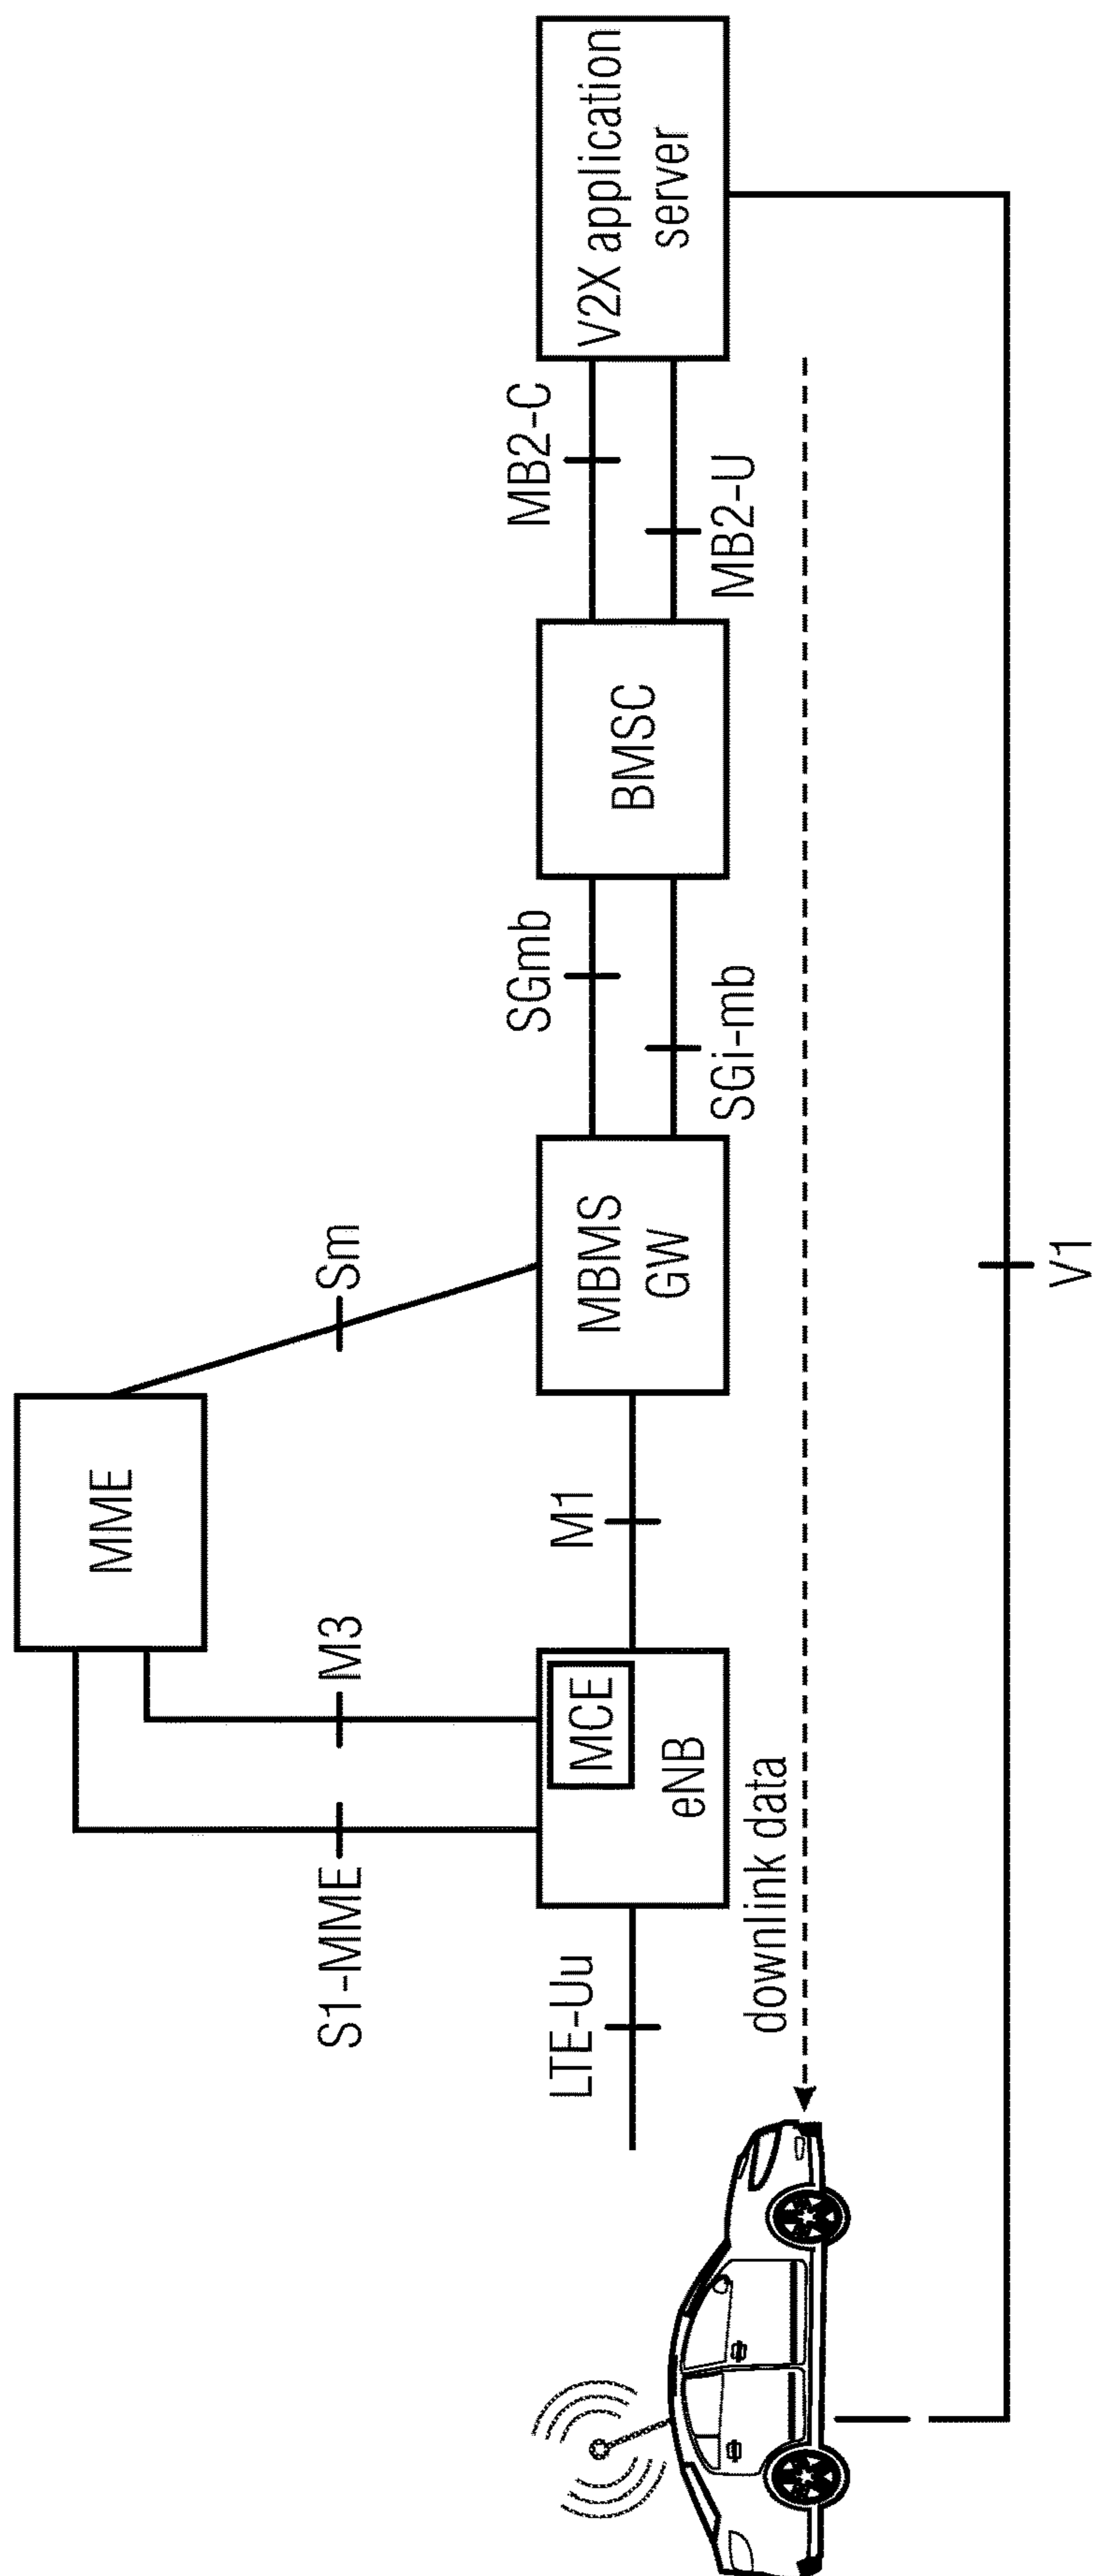 MME
S1-MME
M3
Sm
LTE-Uu
MCE
eNB
M1
MBMS
GW
SGmb
SGi-mb
BMSC
MB2-C
MB2-U
V2X application
server
downlink data
V1